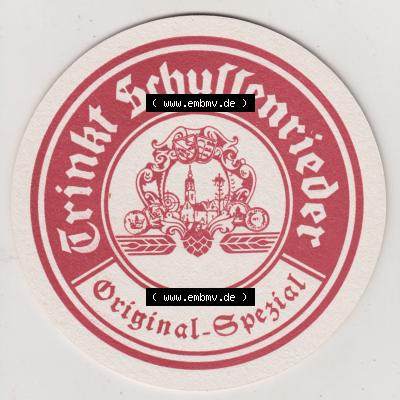 Trinkt Schussenrieder
( www.embmv.de )
( www.embmv.de )
Original-Spezial